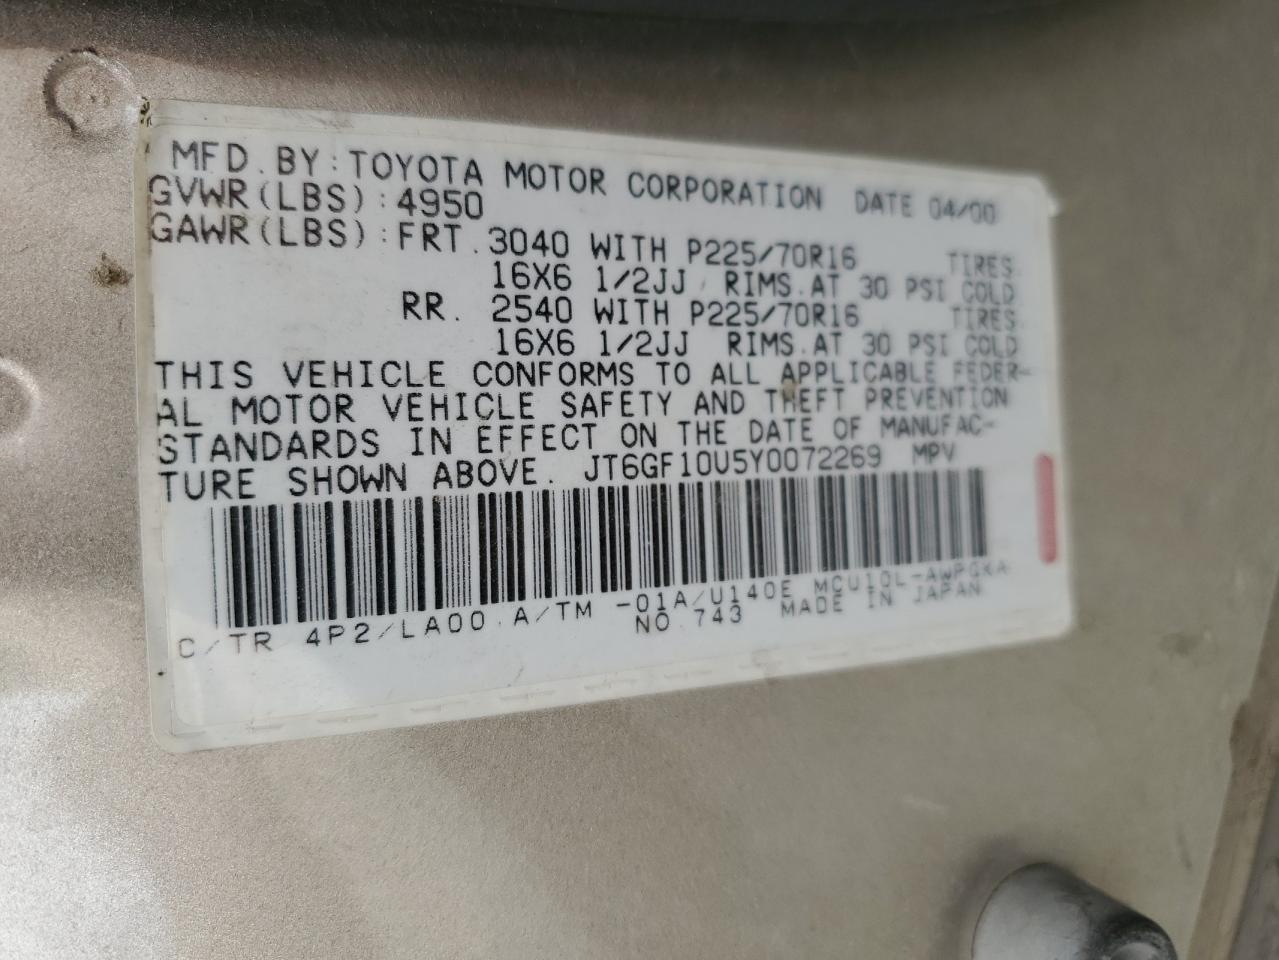 MFD. BY: TOYOTA MOTOR CORPORATION DATE 04/00
GVWR(LBS): 4950
GAWR(LBS): FRT. 3040 WITH P225/70R16 TIRES.
16X6 1/2JJ, RIMS. AT 30 PSI COLD
RR. 2540 WITH P225/70R16 TIRES.
16X6 1/2JJ RIMS. AT 30 PSI COLD
THIS VEHICLE CONFORMS TO ALL APPLICABLE FEDER-
AL MOTOR VEHICLE SAFETY AND THEFT PREVENTION
STANDARDS IN EFFECT ON THE DATE OF MANUFAC-
TURE SHOWN ABOVE. JT6GF10U5Y0072269 MPV
C/TR 4P2/LA00. A/TM -01A/U140E MCU10L-AWPGKA
NO. 743 MADE IN JAPAN